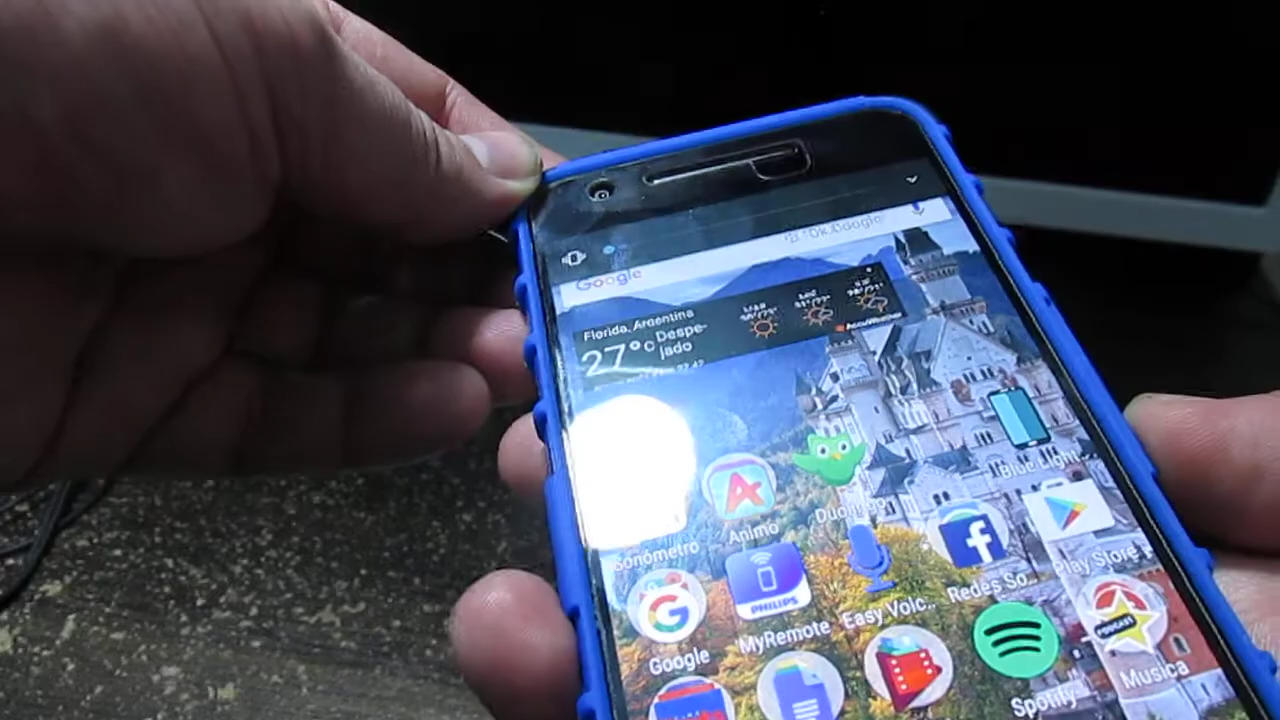 Ok Google
Google
Florida, Argentina
27°C Despe-
jado
AccuWeather
Blue Light
Duolingo
Animo
Sonómetro
Play Store
Redes So...
Easy Voic...
PHILIPS
MyRemote
Google
PODCAST
Musica
Spotify